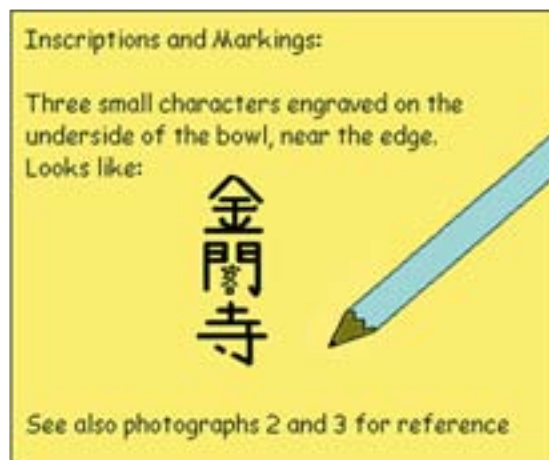 Inscriptions and Markings:
Three small characters engraved on the
underside of the bowl, near the edge.
Looks like:
金
閣
寺
See also photographs 2 and 3 for reference